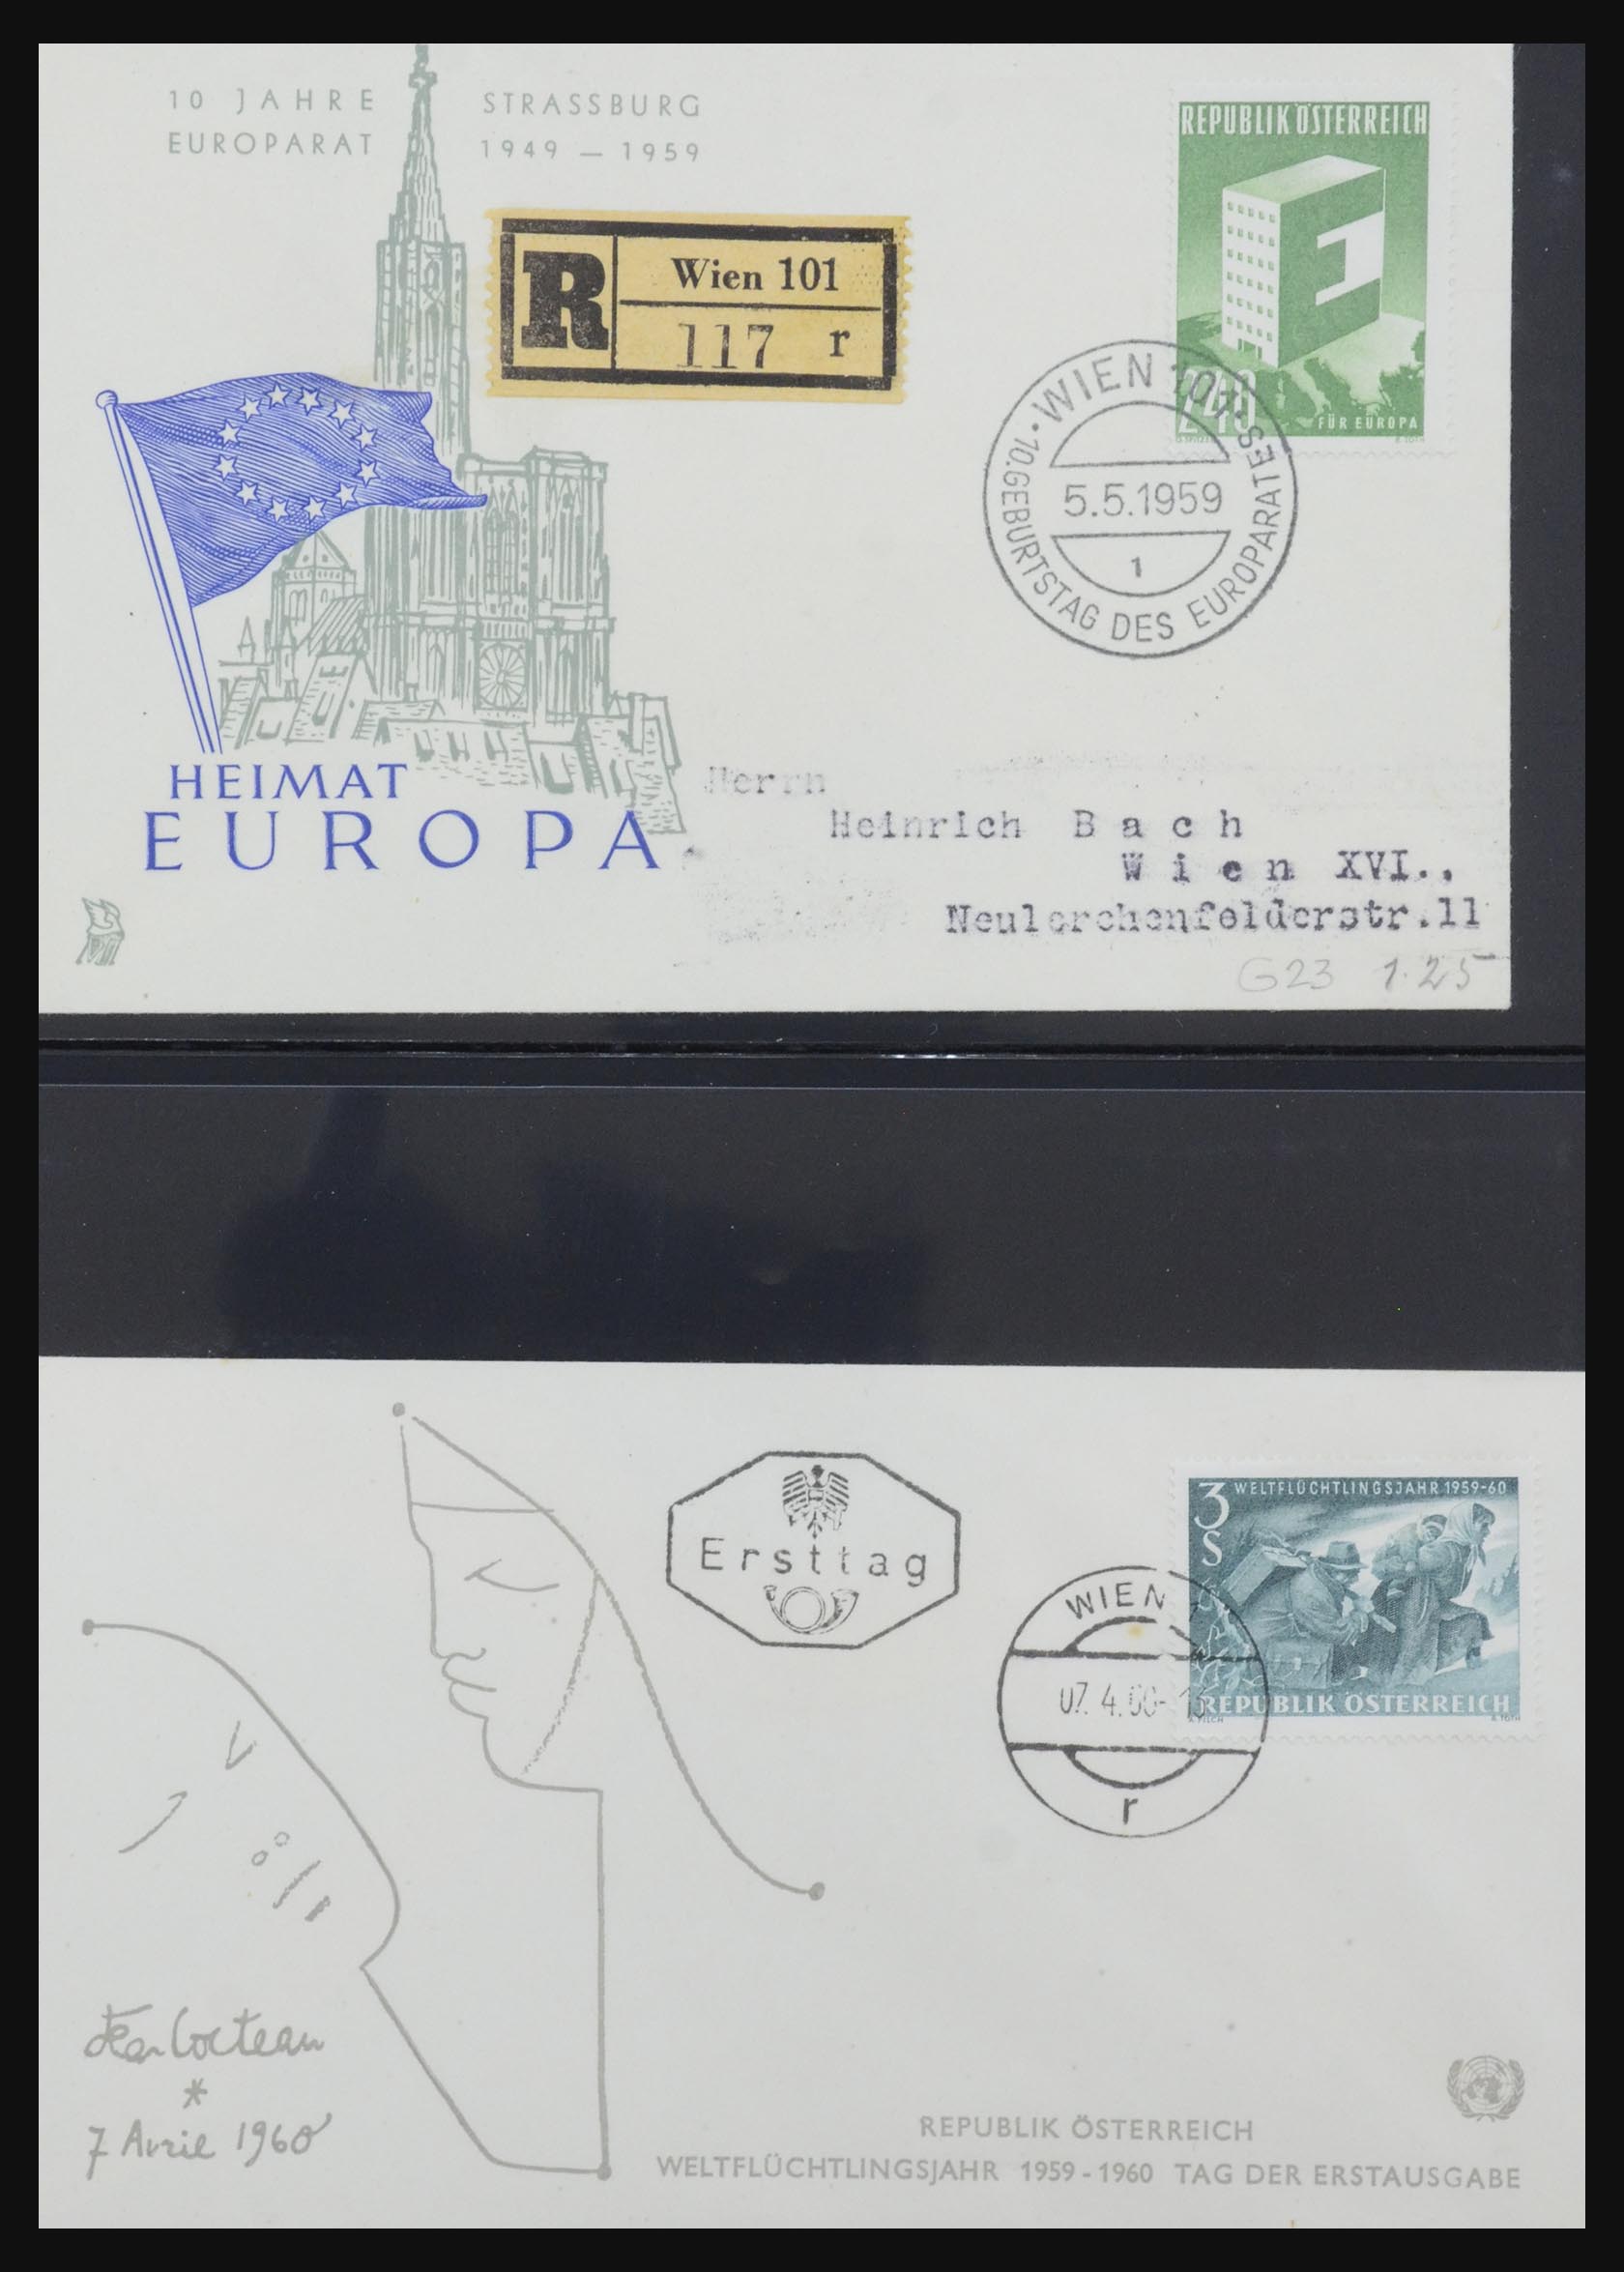 10 JAHRE STRASSBURG
EUROPARAT 1949 – 1959
REPUBLIK ÖSTERREICH
FÜR EUROPA
R Wien 101
117 r
WIEN 101
5.5.1959
1
10. GEBURTSTAG DES EUROPARATES
HEIMAT
EUROPA
Herrn
Heinrich Bach
Wien XVI.,
Neulerchenfelderstr.11
G23 1.25
Ersttag
3 S
WELTFLÜCHTLINGSJAHR 1959-60
REPUBLIK ÖSTERREICH
WIEN
07. 4. 60-
r
Jean Cocteau
*
7 Avril 1960
REPUBLIK ÖSTERREICH
WELTFLÜCHTLINGSJAHR 1959-1960 TAG DER ERSTAUSGABE